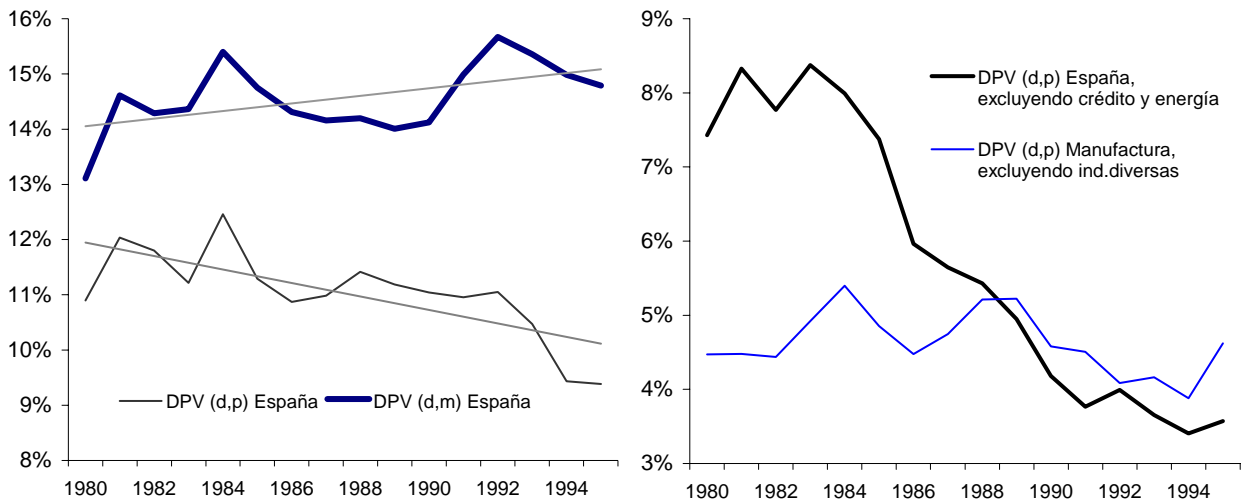 16%
15%
14%
13%
12%
11%
10%
9%
8%
DPV (d,p) España
DPV (d,m) España
1980 1982 1984 1986 1988 1990 1992 1994
9%
8%
7%
6%
5%
4%
3%
DPV (d,p) España,
excluyendo crédito y energía
DPV (d,p) Manufactura,
excluyendo ind.diversas
1980 1982 1984 1986 1988 1990 1992 1994